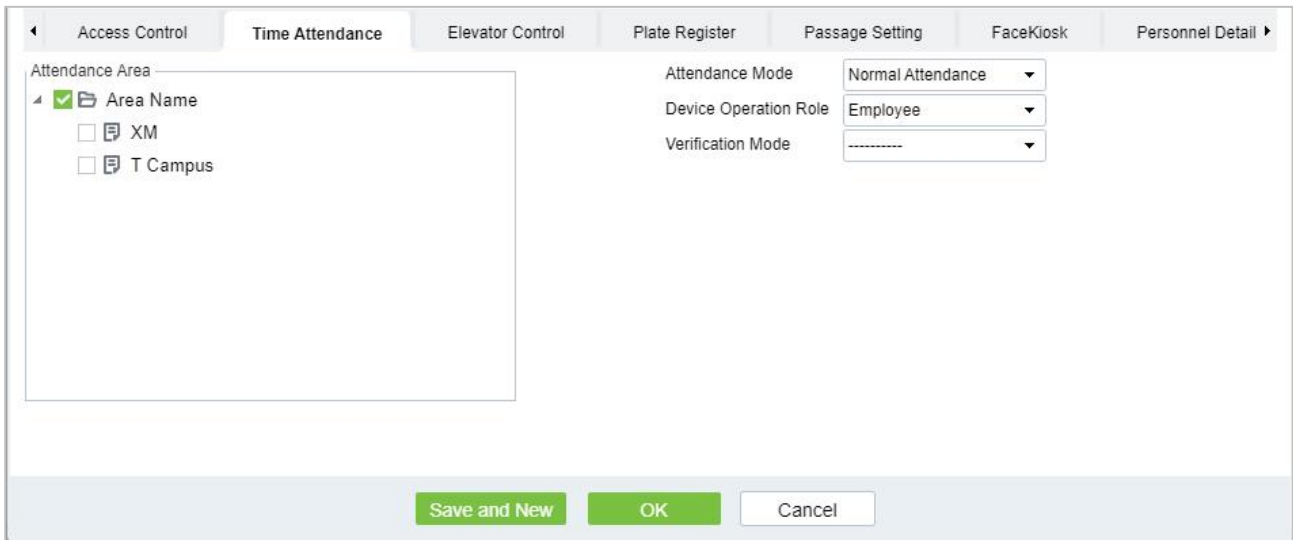 Access Control Time Attendance Elevator Control Plate Register Passage Setting FaceKiosk Personnel Detail
Attendance Area
Area Name
XM
T Campus
Attendance Mode Normal Attendance
Device Operation Role Employee
Verification Mode ----------
Save and New OK Cancel